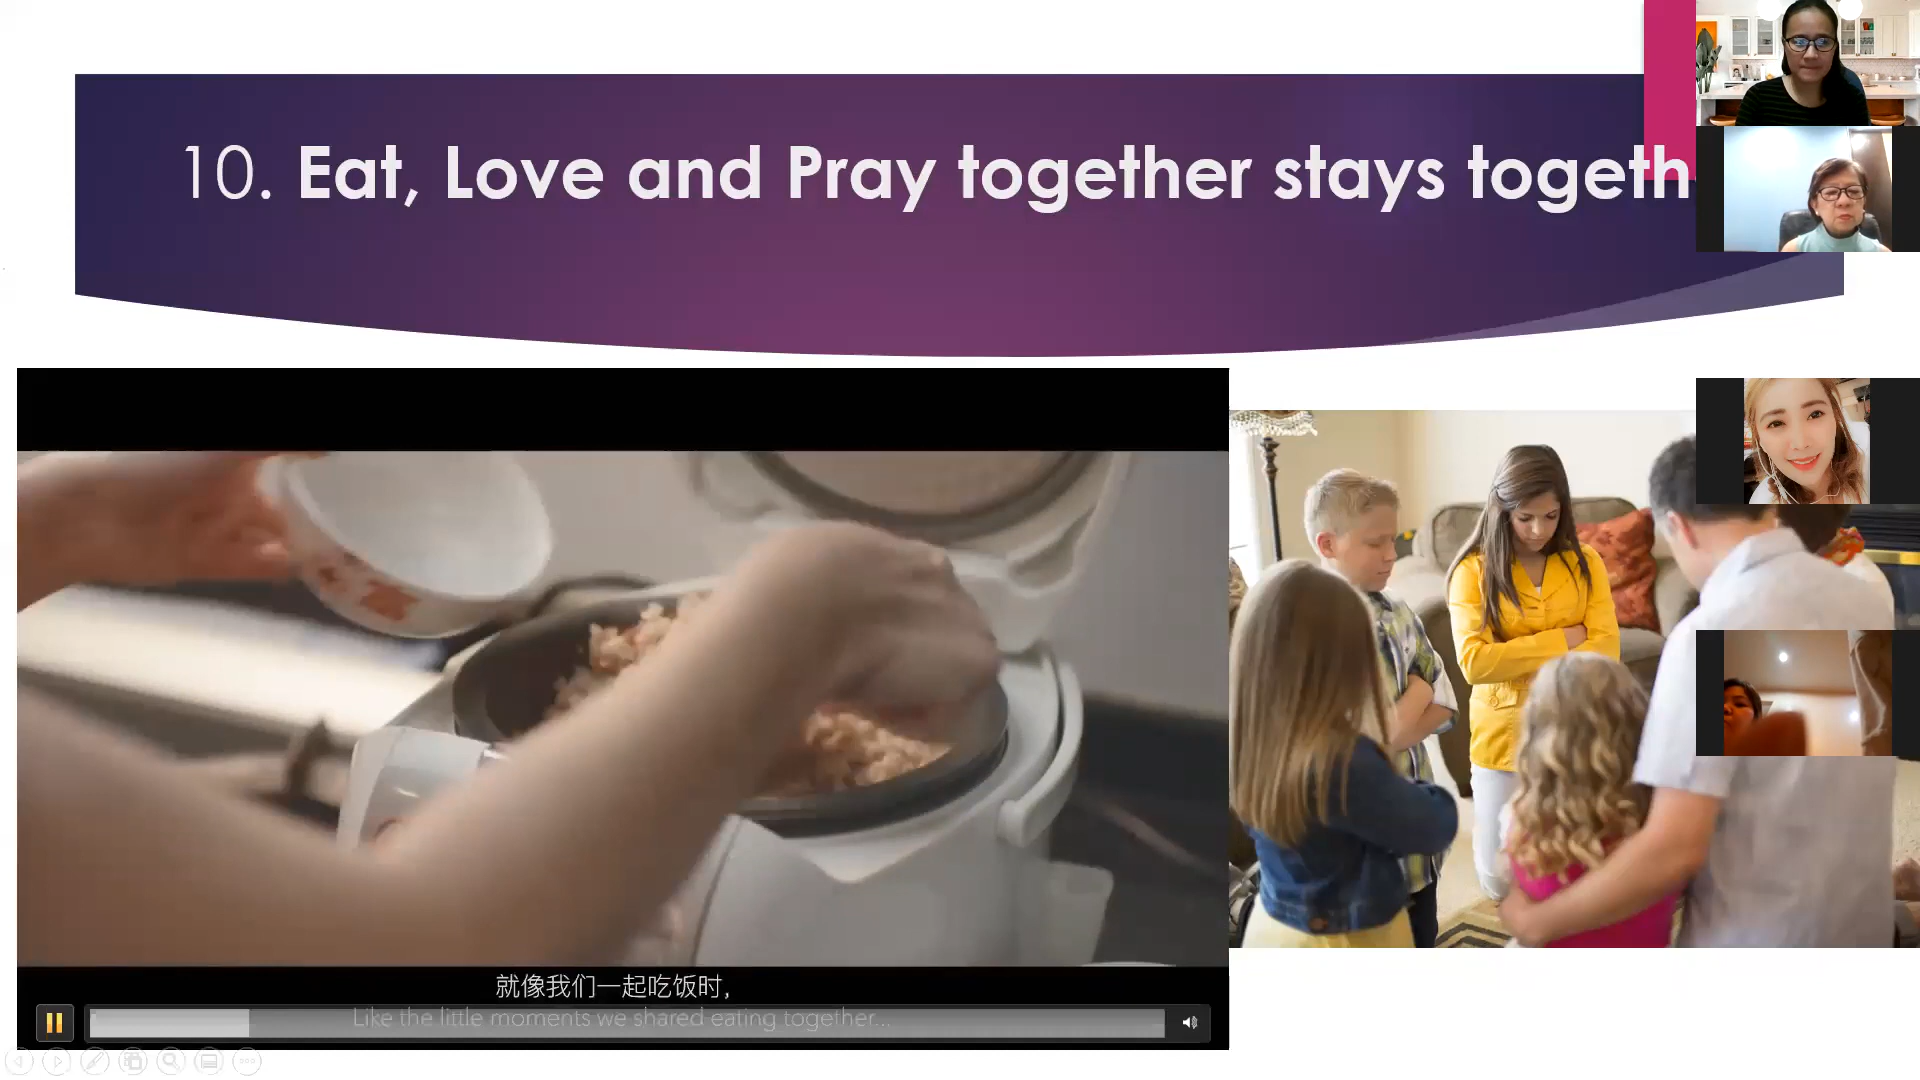 10. Eat, Love and Pray together stays togeth
就像我们一起吃饭时,
Like the little moments we shared eating together...